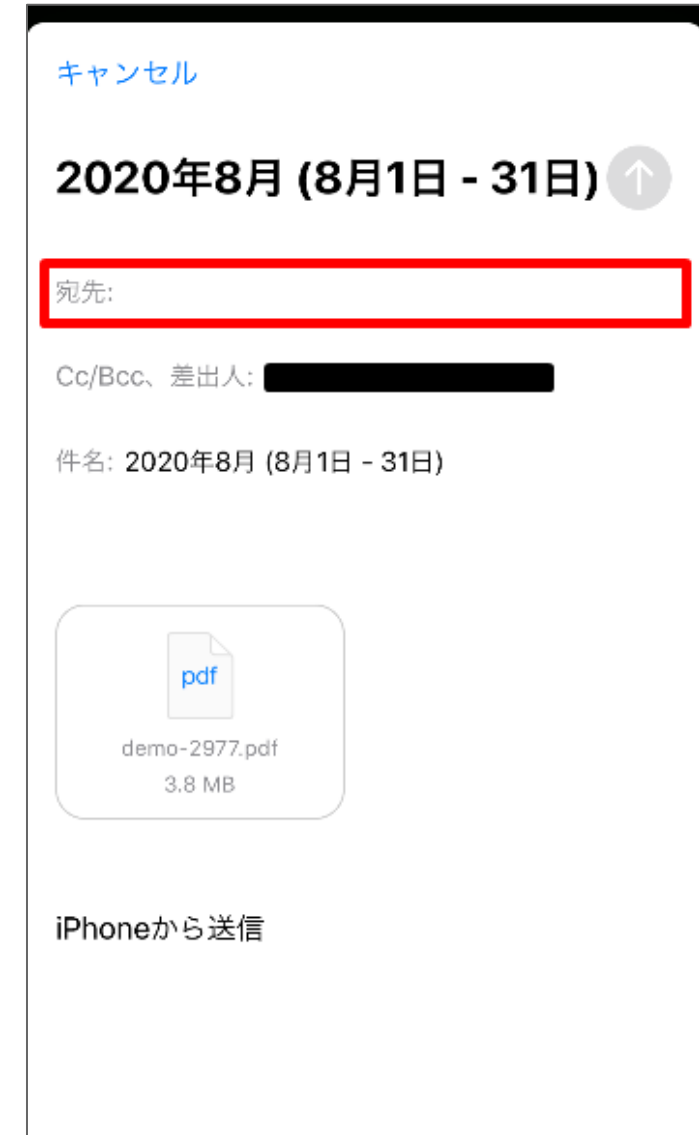 キャンセル
2020年8月 (8月1日 - 31日)
宛先:
Cc/Bcc、差出人:
件名: 2020年8月 (8月1日 - 31日)
pdf
demo-2977.pdf
3.8 MB
iPhoneから送信